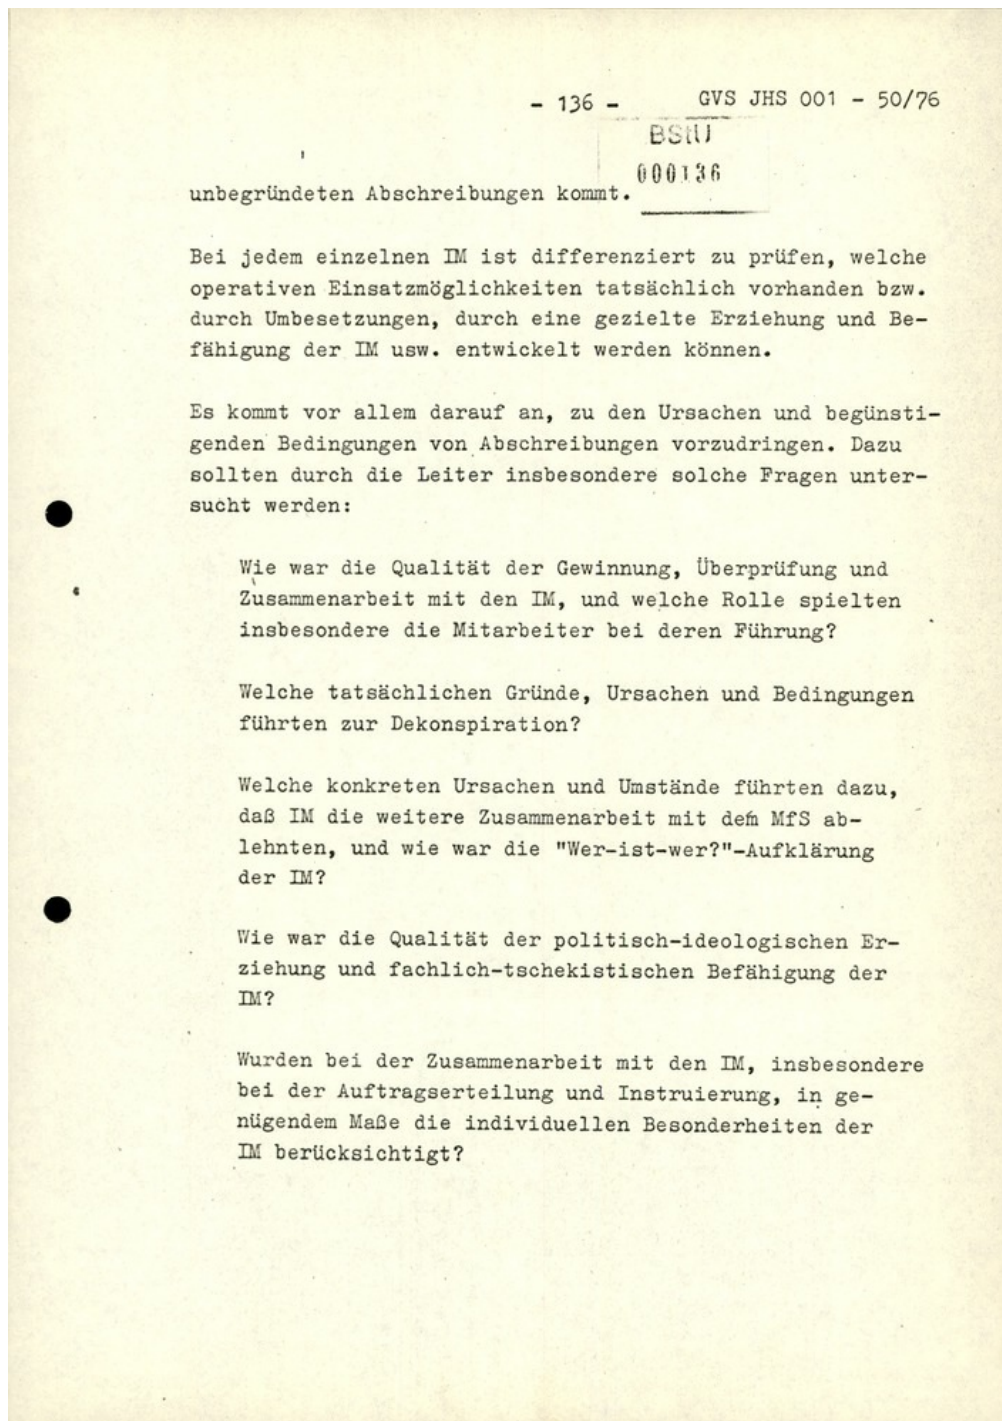 - 136 - GVS JHS 001 - 50/76
BStU
000136
unbegründeten Abschreibungen kommt.
Bei jedem einzelnen IM ist differenziert zu prüfen, welche
operativen Einsatzmöglichkeiten tatsächlich vorhanden bzw.
durch Umbesetzungen, durch eine gezielte Erziehung und Be-
fähigung der IM usw. entwickelt werden können.
Es kommt vor allem darauf an, zu den Ursachen und begünsti-
genden Bedingungen von Abschreibungen vorzudringen. Dazu
sollten durch die Leiter insbesondere solche Fragen unter-
sucht werden:
Wie war die Qualität der Gewinnung, Überprüfung und
Zusammenarbeit mit den IM, und welche Rolle spielten
insbesondere die Mitarbeiter bei deren Führung?
Welche tatsächlichen Gründe, Ursachen und Bedingungen
führten zur Dekonspiration?
Welche konkreten Ursachen und Umstände führten dazu,
daß IM die weitere Zusammenarbeit mit dem MfS ab-
lehnten, und wie war die "Wer-ist-wer?"-Aufklärung
der IM?
Wie war die Qualität der politisch-ideologischen Er-
ziehung und fachlich-tschekistischen Befähigung der
IM?
Wurden bei der Zusammenarbeit mit den IM, insbesondere
bei der Auftragserteilung und Instruierung, in ge-
nügendem Maße die individuellen Besonderheiten der
IM berücksichtigt?